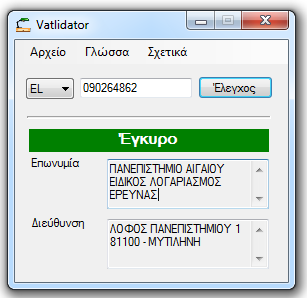 Vatlidator
Αρχείο Γλώσσα Σχετικά
EL 090264862 Έλεγχος
Έγκυρο
Επωνυμία
ΠΑΝΕΠΙΣΤΗΜΙΟ ΑΙΓΑΙΟΥ
ΕΙΔΙΚΟΣ ΛΟΓΑΡΙΑΣΜΟΣ
ΕΡΕΥΝΑΣ
Διεύθυνση
ΛΟΦΟΣ ΠΑΝΕΠΙΣΤΗΜΙΟΥ 1
81100 - ΜΥΤΙΛΗΝΗ